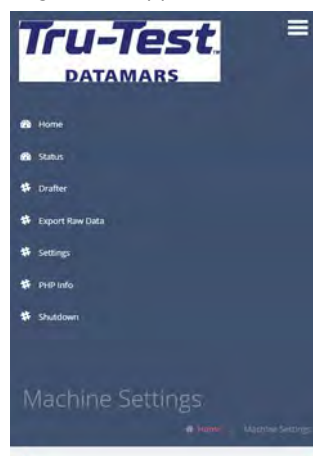 Tru-Test
DATAMARS
Home
Status
Drafter
Export Raw Data
Settings
PHP Info
Shutdown
Machine Settings
Home Machine Settings